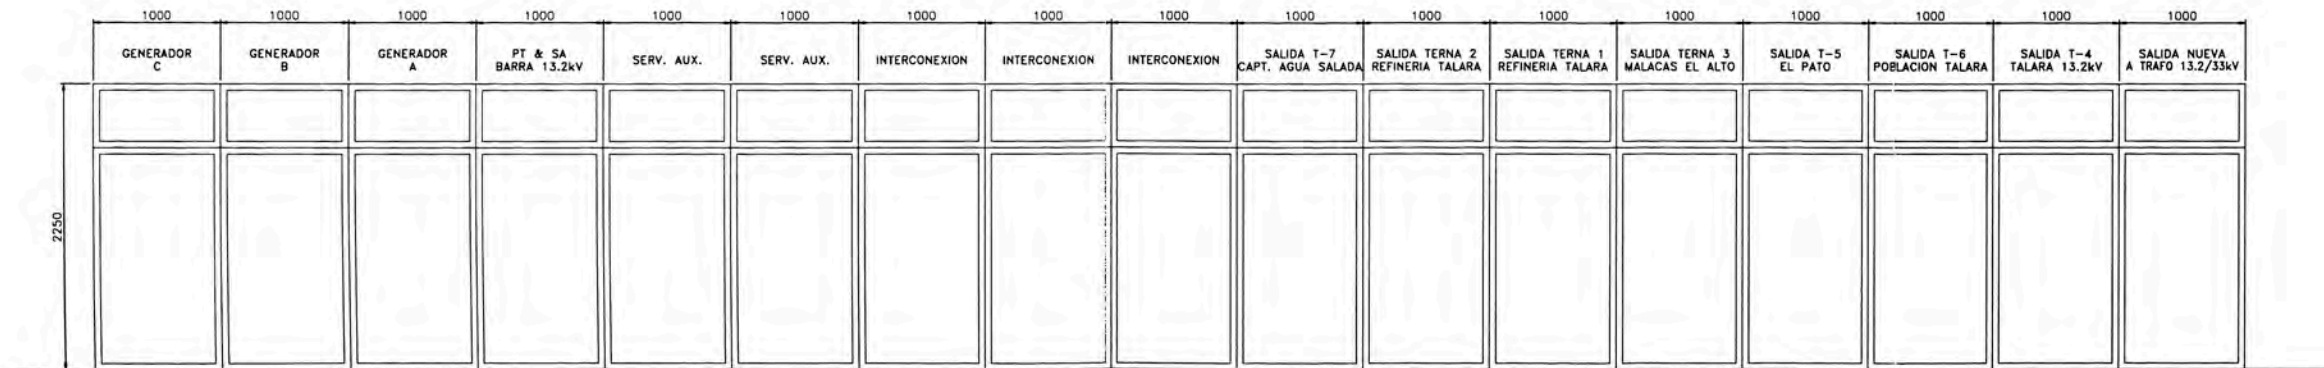 1000 1000 1000 1000 1000 1000 1000 1000 1000 1000 1000 1000 1000 1000 1000 1000 1000
GENERADOR
C
GENERADOR
B
GENERADOR
A
PT & SA
BARRA 13.2kV
SERV. AUX.
SERV. AUX.
INTERCONEXION
INTERCONEXION
INTERCONEXION
SALIDA T-7
CAPT. AGUA SALADA
SALIDA TERNA 2
REFINERIA TALARA
SALIDA TERNA 1
REFINERIA TALARA
SALIDA TERNA 3
MALACAS EL ALTO
SALIDA T-5
EL PATO
SALIDA T-6
POBLACION TALARA
SALIDA T-4
TALARA 13.2kV
SALIDA NUEVA
A TRAFO 13.2/33kV
2250